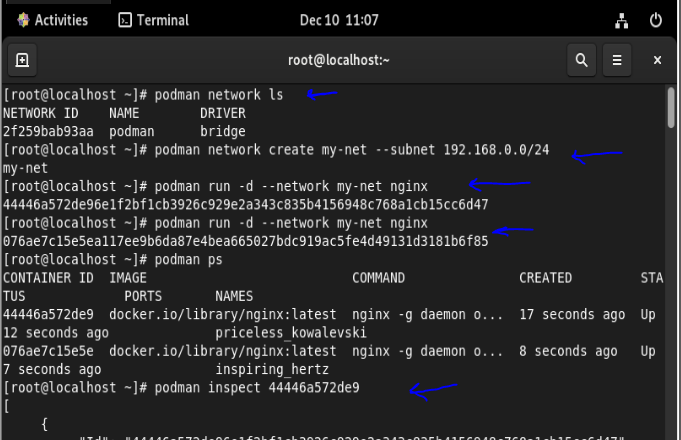 Activities Terminal Dec 10 11:07
root@localhost:~
[root@localhost ~]# podman network ls
NETWORK ID NAME DRIVER
2f259bab93aa podman bridge
[root@localhost ~]# podman network create my-net --subnet 192.168.0.0/24
my-net
[root@localhost ~]# podman run -d --network my-net nginx
44446a572de96e1f2bf1cb3926c929e2a343c835b4156948c768a1cb15cc6d47
[root@localhost ~]# podman run -d --network my-net nginx
076ae7c15e5ea117ee9b6da87e4bea665027bdc919ac5fe4d49131d3181b6f85
[root@localhost ~]# podman ps
CONTAINER ID IMAGE COMMAND CREATED STA
TUS PORTS NAMES
44446a572de9 docker.io/library/nginx:latest nginx -g daemon o... 17 seconds ago Up
12 seconds ago priceless_kowalevski
076ae7c15e5e docker.io/library/nginx:latest nginx -g daemon o... 8 seconds ago Up
7 seconds ago inspiring_hertz
[root@localhost ~]# podman inspect 44446a572de9
[
{